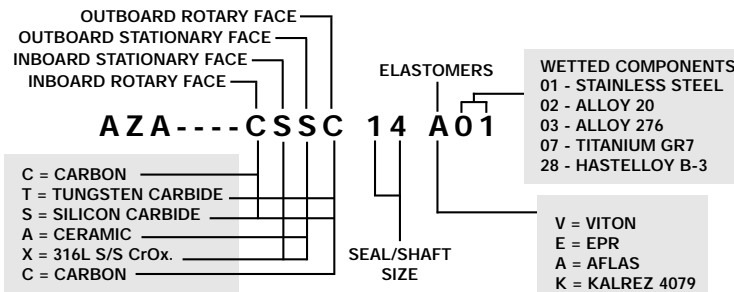 OUTBOARD ROTARY FACE
OUTBOARD STATIONARY FACE
INBOARD STATIONARY FACE
INBOARD ROTARY FACE
ELASTOMERS
AZA----CSSC 14 A01
WETTED COMPONENTS
01 - STAINLESS STEEL
02 - ALLOY 20
03 - ALLOY 276
07 - TITANIUM GR7
28 - HASTELLOY B-3
C = CARBON
T = TUNGSTEN CARBIDE
S = SILICON CARBIDE
A = CERAMIC
X = 316L S/S CrOx.
C = CARBON
SEAL/SHAFT
SIZE
V = VITON
E = EPR
A = AFLAS
K = KALREZ 4079